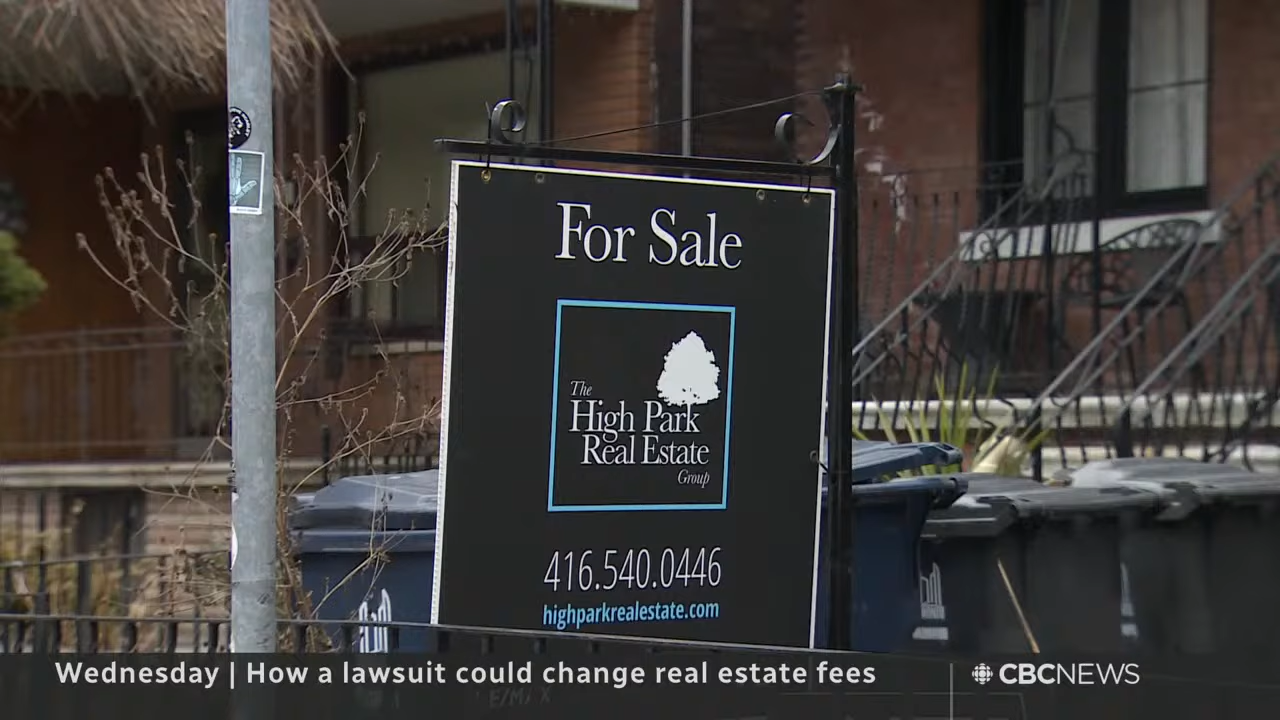 For Sale
The
High Park
Real Estate
Group
416.540.0446
highparkrealestate.com
Wednesday | How a lawsuit could change real estate fees
CBCNEWS